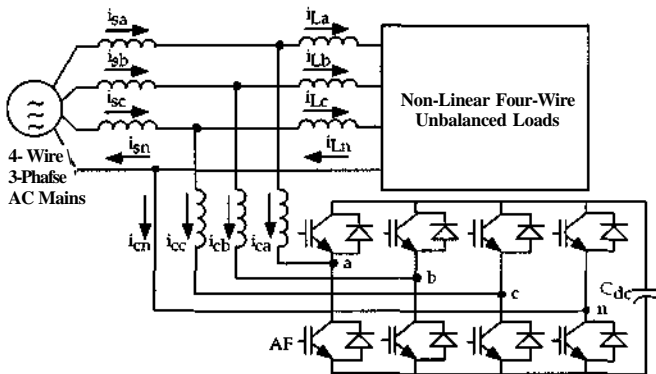 isa
iLa
isb
iLb
isc
iLc
isn
iLn
Non-Linear Four-Wire
Unbalanced Loads
4- Wire
3-Phafse
AC Mains
icn
icc
icb
ica
a
b
c
n
Cdc
AF